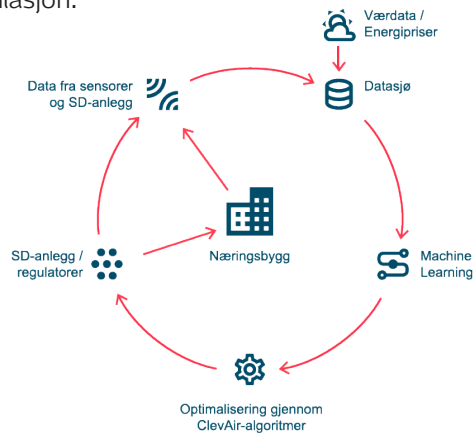 Værdata /
Energipriser
Data fra sensorer
og SD-anlegg
Datasjø
SD-anlegg /
regulatorer
Næringsbygg
Machine
Learning
Optimalisering gjennom
ClevAir-algoritmer